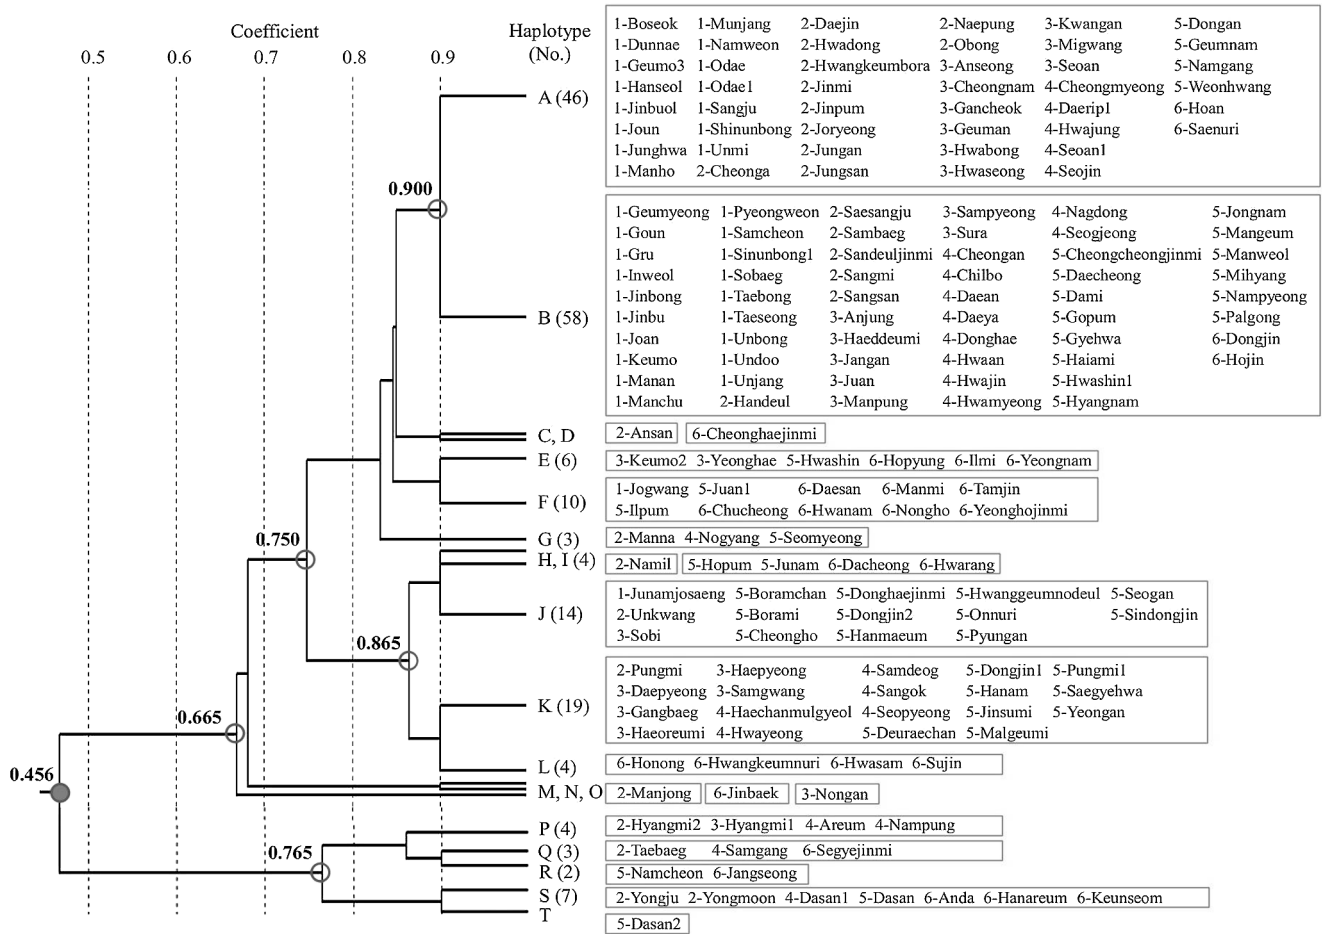 Coefficient Haplotype
(No.)
0.5 0.6 0.7 0.8 0.9
A (46)
1-Boseok 1-Munjang 2-Daejin 2-Naepung 3-Kwangan 5-Dongan
1-Dunnae 1-Namweon 2-Hwadong 2-Obong 3-Migwang 5-Geumnam
1-Geumo3 1-Odae 2-Hwangkeumbora 3-Anseong 3-Seoan 5-Namgang
1-Hanseol 1-Odae1 2-Jinmi 3-Cheongnam 4-Cheongmyeong 5-Weonhwang
1-Jinbuol 1-Sangju 2-Jinpum 3-Gancheok 4-Daerip1 6-Hoan
1-Joun 1-Shinunbong 2-Joryeong 3-Geuman 4-Hwajung 6-Saenuri
1-Junghwa 1-Unmi 2-Jungan 3-Hwabong 4-Seoan1
1-Manho 2-Cheonga 2-Jungsan 3-Hwaseong 4-Seojin
0.900
B (58)
1-Geumyeong 1-Pyeongweon 2-Saesangju 3-Sampyeong 4-Nagdong 5-Jongnam
1-Goun 1-Samcheon 2-Sambaeg 3-Sura 4-Seogjeong 5-Mangeum
1-Gru 1-Sinunbong1 2-Sandeuljinmi 4-Cheongan 5-Cheongcheongjinmi 5-Manweol
1-Inweol 1-Sobaeg 2-Sangmi 4-Chilbo 5-Daecheong 5-Mihyang
1-Jinbong 1-Taebong 2-Sangsan 4-Daean 5-Dami 5-Nampyeong
1-Jinbu 1-Taeseong 3-Anjung 4-Daeya 5-Gopum 5-Palgong
1-Joan 1-Unbong 3-Haeddeumi 4-Donghae 5-Gyehwa 6-Dongjin
1-Keumo 1-Undoo 3-Jangan 4-Hwaan 5-Haiami 6-Hojin
1-Manan 1-Unjang 3-Juan 4-Hwajin 5-Hwashin1
1-Manchu 2-Handeul 3-Manpung 4-Hwamyeong 5-Hyangnam
C, D 2-Ansan 6-Cheonghaejinmi
E (6) 3-Keumo2 3-Yeonghae 5-Hwashin 6-Hopyung 6-Ilmi 6-Yeongnam
F (10)
1-Jogwang 5-Juan1 6-Daesan 6-Manmi 6-Tamjin
5-Ilpum 6-Chucheong 6-Hwanam 6-Nongho 6-Yeonghojinmi
G (3) 2-Manna 4-Nogyang 5-Seomyeong
0.750
H, I (4) 2-Namil 5-Hopum 5-Junam 6-Dacheong 6-Hwarang
J (14)
1-Junamjosaeng 5-Boramchan 5-Donghaejinmi 5-Hwanggeumnodeul 5-Seogan
2-Unkwang 5-Borami 5-Dongjin2 5-Onnuri 5-Sindongjin
3-Sobi 5-Cheongho 5-Hanmaeum 5-Pyungan
0.865
K (19)
2-Pungmi 3-Haepyeong 4-Samdeog 5-Dongjin1 5-Pungmi1
3-Daepyeong 3-Samgwang 4-Sangok 5-Hanam 5-Saegyehwa
3-Gangbaeg 4-Haechanmulgyeol 4-Seopyeong 5-Jinsumi 5-Yeongan
3-Haeoreumi 4-Hwayeong 5-Deuraechan 5-Malgeumi
0.665
L (4) 6-Honong 6-Hwangkeumnuri 6-Hwasam 6-Sujin
0.456
M, N, O 2-Manjong 6-Jinbaek 3-Nongan
P (4) 2-Hyangmi2 3-Hyangmi1 4-Areum 4-Nampung
0.765
Q (3) 2-Taebaeg 4-Samgang 6-Segyejinmi
R (2) 5-Namcheon 6-Jangseong
S (7) 2-Yongju 2-Yongmoon 4-Dasan1 5-Dasan 6-Anda 6-Hanareum 6-Keunseom
T 5-Dasan2